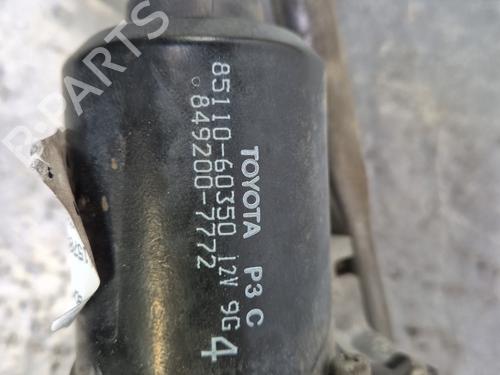 TOYOTA P3 C
85110-60350 12V 9G
849200-7772 4
B-PARTS